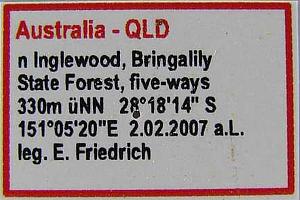 Australia - QLD
n Inglewood, Bringalily
State Forest, five-ways
330m üNN 28°18'14" S
151°05'20"E 2.02.2007 a.L.
leg. E. Friedrich